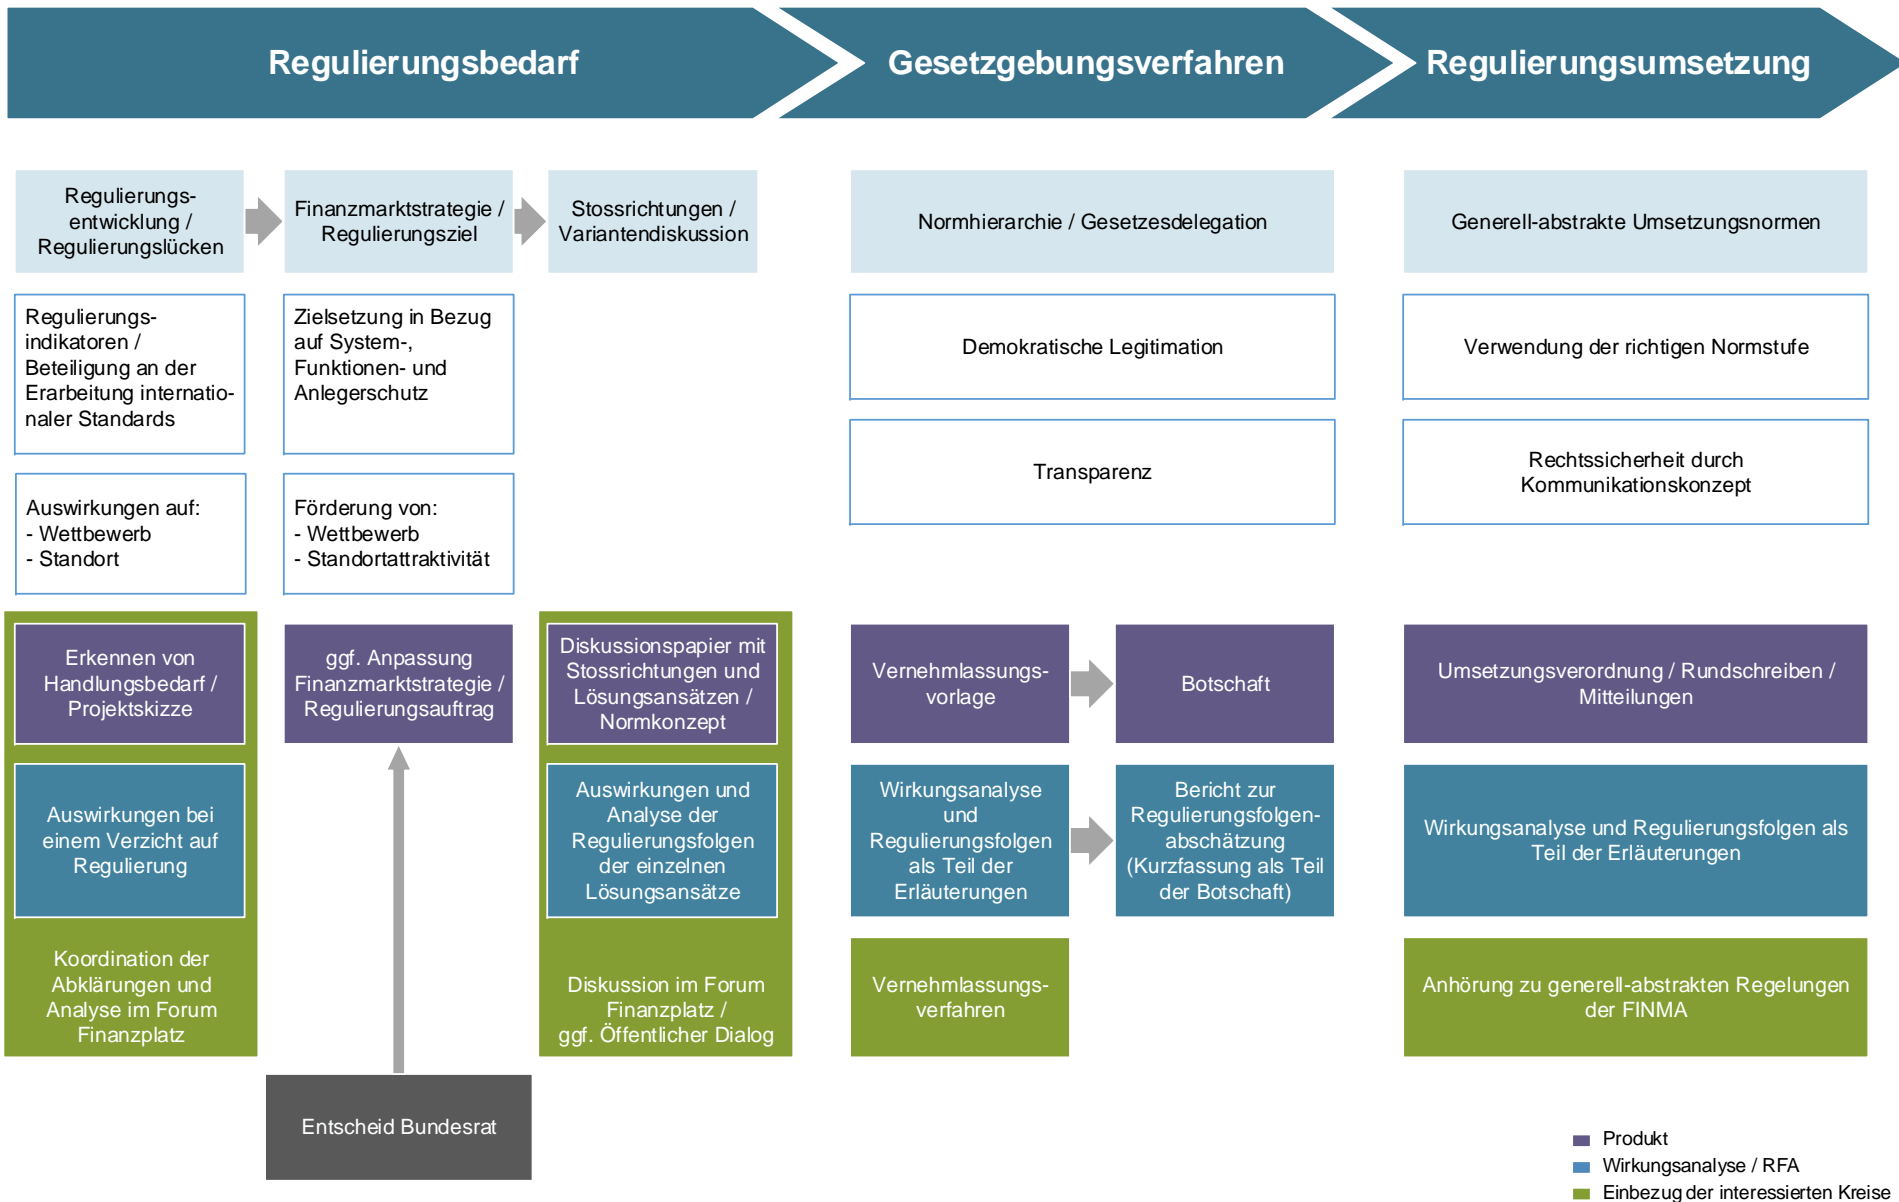 Regulierungsbedarf
Gesetzgebungsverfahren
Regulierungsumsetzung
Regulierungs-
entwicklung /
Regulierungslücken
Finanzmarktstrategie /
Regulierungsziel
Stossrichtungen /
Variantendiskussion
Normhierarchie / Gesetzesdelegation
Generell-abstrakte Umsetzungsnormen
Regulierungs-
indikatoren /
Beteiligung an der
Erarbeitung internatio-
naler Standards
Zielsetzung in Bezug
auf System-,
Funktionen- und
Anlegerschutz
Demokratische Legitimation
Verwendung der richtigen Normstufe
Transparenz
Rechtssicherheit durch
Kommunikationskonzept
Auswirkungen auf:
- Wettbewerb
- Standort
Förderung von:
- Wettbewerb
- Standortattraktivität
Erkennen von
Handlungsbedarf /
Projektskizze
ggf. Anpassung
Finanzmarktstrategie /
Regulierungsauftrag
Diskussionspapier mit
Stossrichtungen und
Lösungsansätzen /
Normkonzept
Vernehmlassungs-
vorlage
Botschaft
Umsetzungsverordnung / Rundschreiben /
Mitteilungen
Auswirkungen bei
einem Verzicht auf
Regulierung
Auswirkungen und
Analyse der
Regulierungsfolgen
der einzelnen
Lösungsansätze
Wirkungsanalyse
und
Regulierungsfolgen
als Teil der
Erläuterungen
Bericht zur
Regulierungsfolgen-
abschätzung
(Kurzfassung als Teil
der Botschaft)
Wirkungsanalyse und Regulierungsfolgen als
Teil der Erläuterungen
Koordination der
Abklärungen und
Analyse im Forum
Finanzplatz
Diskussion im Forum
Finanzplatz /
ggf. Öffentlicher Dialog
Vernehmlassungs-
verfahren
Anhörung zu generell-abstrakten Regelungen
der FINMA
Entscheid Bundesrat
Produkt
Wirkungsanalyse / RFA
Einbezug der interessierten Kreise